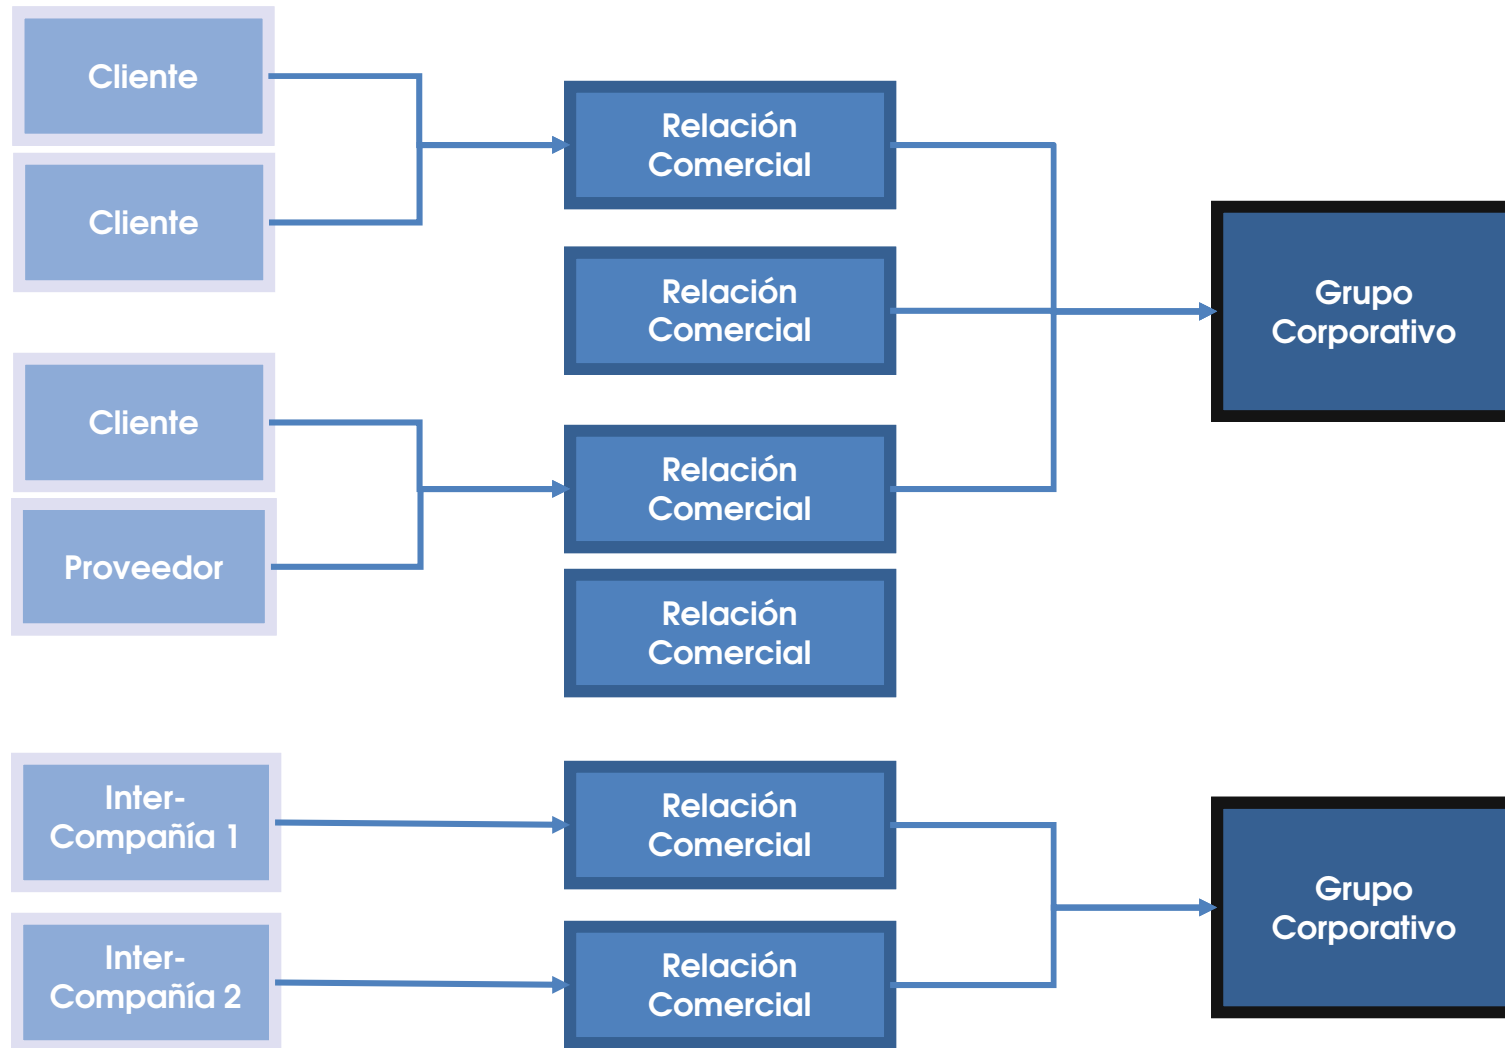 Cliente
Cliente
Cliente
Proveedor
Inter-
Compañía 1
Inter-
Compañía 2
Relación
Comercial
Relación
Comercial
Relación
Comercial
Relación
Comercial
Relación
Comercial
Relación
Comercial
Grupo
Corporativo
Grupo
Corporativo